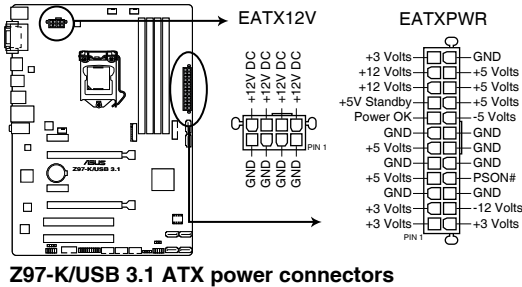 EATX12V
EATXPWR
+12V DC
+12V DC
+12V DC
+12V DC
PIN 1
GND
GND
GND
GND
+3 Volts GND
+12 Volts +5 Volts
+12 Volts +5 Volts
+5V Standby +5 Volts
Power OK -5 Volts
GND GND
+5 Volts GND
GND GND
+5 Volts PSON#
GND GND
+3 Volts -12 Volts
+3 Volts +3 Volts
PIN 1
/SUS
Z97-K/USB 3.1
Z97-K/USB 3.1 ATX power connectors